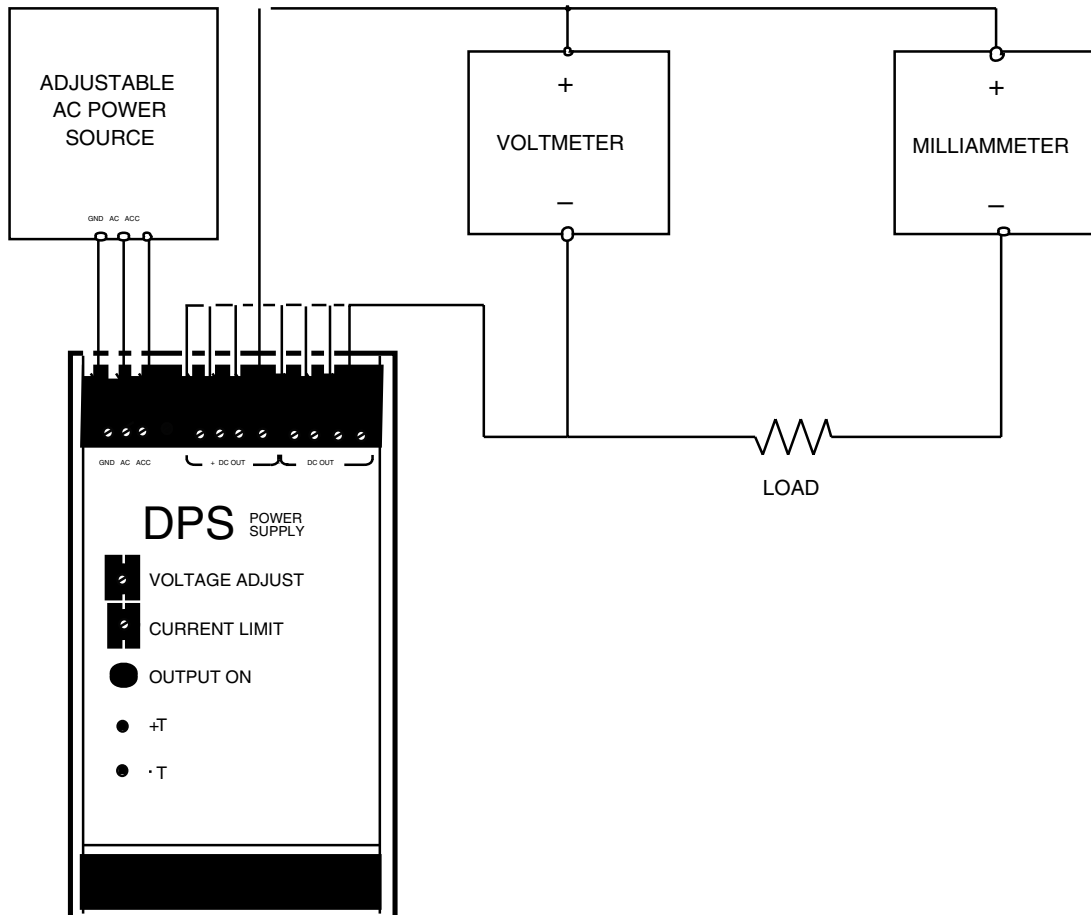 ADJUSTABLE
AC POWER
SOURCE
GND AC ACC
+
VOLTMETER
–
+
MILLIAMMETER
–
LOAD
GND AC ACC
+ DC OUT
DC OUT
DPS POWER
SUPPLY
VOLTAGE ADJUST
CURRENT LIMIT
OUTPUT ON
+T
· T